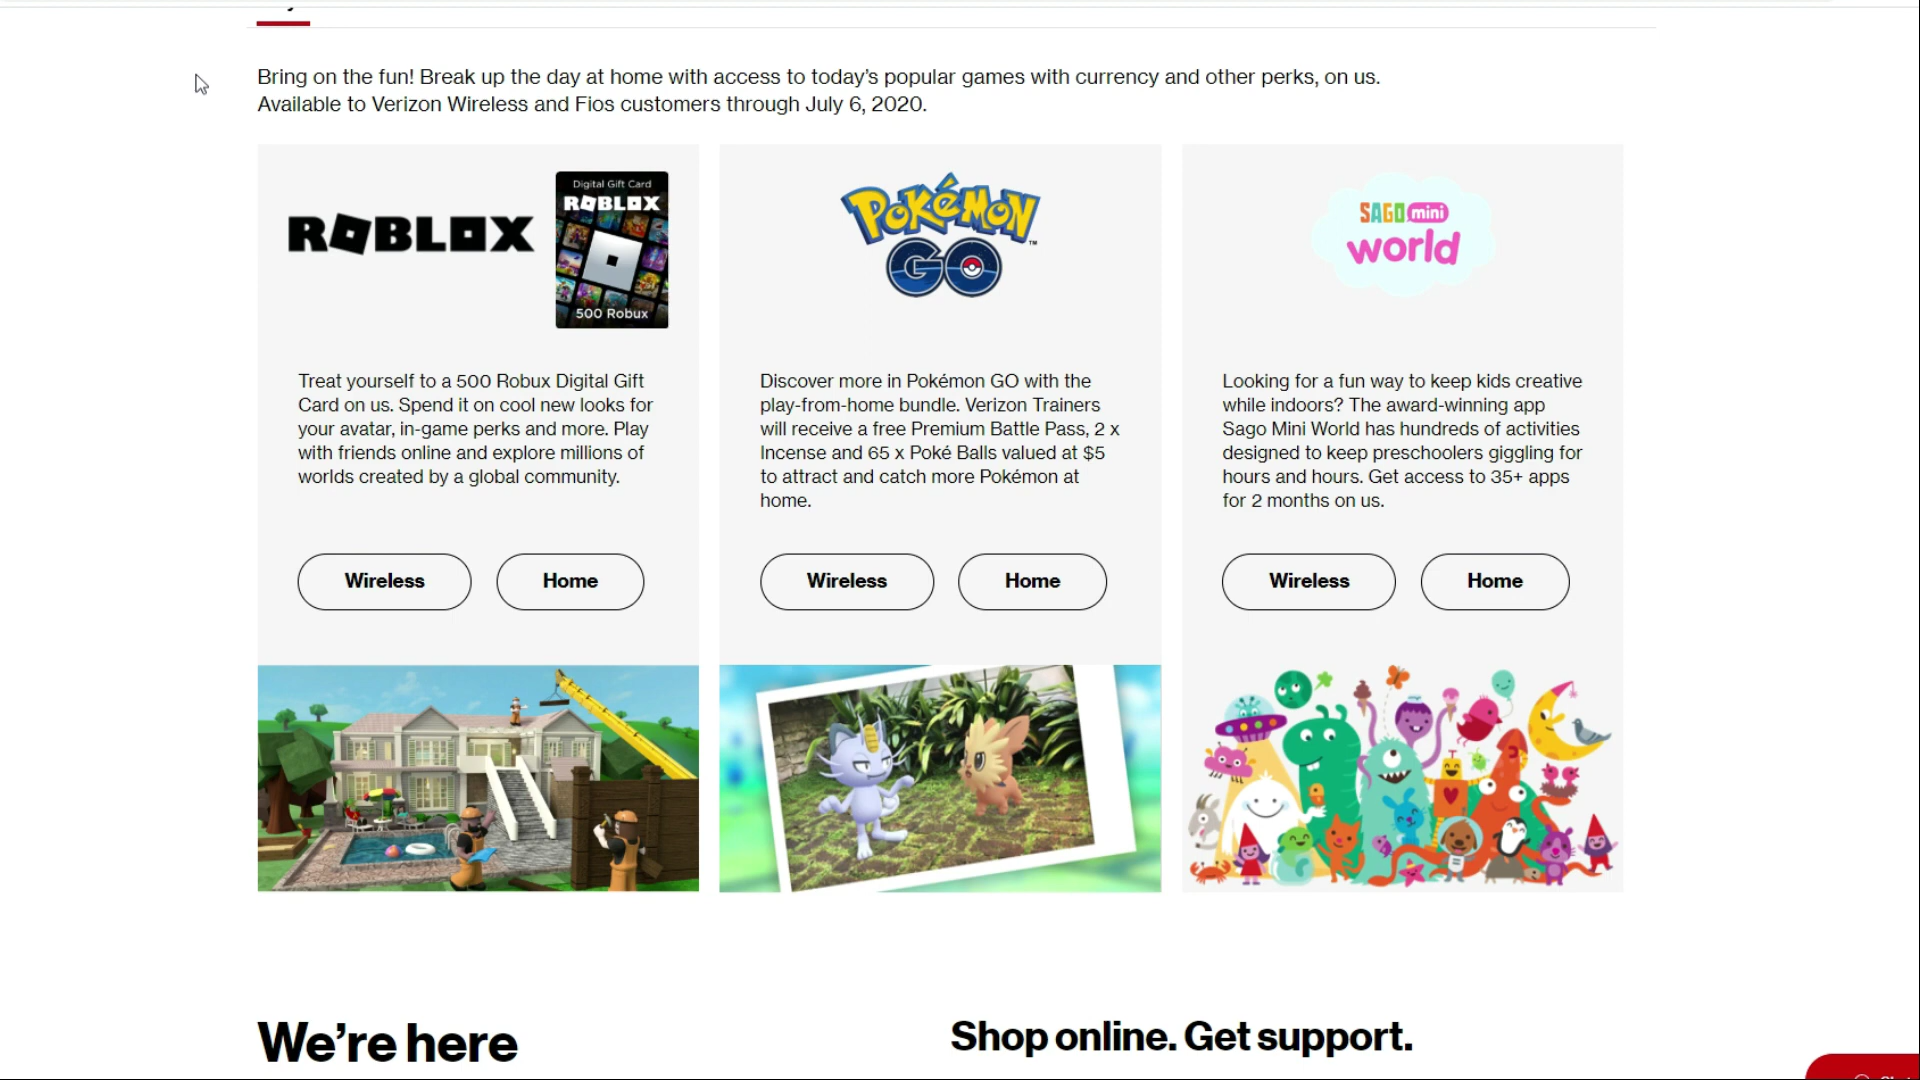 Bring on the fun! Break up the day at home with access to today’s popular games with currency and other perks, on us.
Available to Verizon Wireless and Fios customers through July 6, 2020.
ROBLOX
Digital Gift Card
ROBLOX
500 Robux
Treat yourself to a 500 Robux Digital Gift
Card on us. Spend it on cool new looks for
your avatar, in-game perks and more. Play
with friends online and explore millions of
worlds created by a global community.
Wireless
Home
POKéMON
GO
TM
Discover more in Pokémon GO with the
play-from-home bundle. Verizon Trainers
will receive a free Premium Battle Pass, 2 x
Incense and 65 x Poké Balls valued at $5
to attract and catch more Pokémon at
home.
Wireless
Home
SAGO mini
world
Looking for a fun way to keep kids creative
while indoors? The award-winning app
Sago Mini World has hundreds of activities
designed to keep preschoolers giggling for
hours and hours. Get access to 35+ apps
for 2 months on us.
Wireless
Home
We’re here
Shop online. Get support.